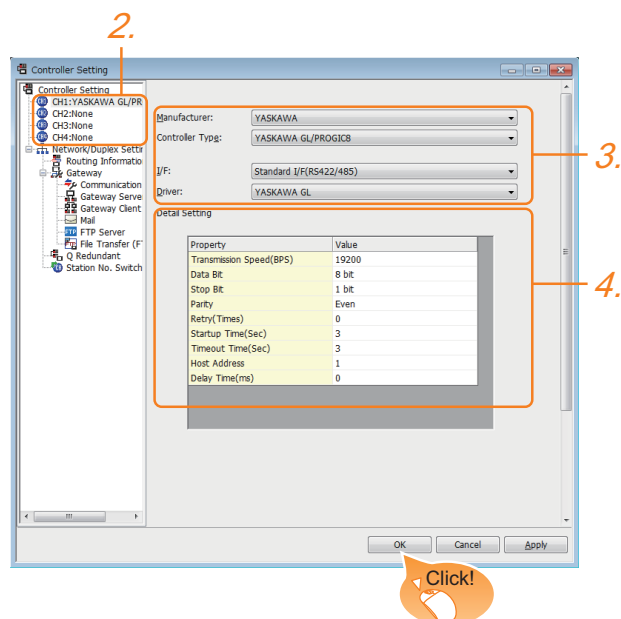 2.
Controller Setting
Controller Setting
CH1:YASKAWA GL/PR
CH2:None
CH3:None
CH4:None
Network/Duplex Settin
Routing Informatio
Gateway
Communication
Gateway Serve
Gateway Client
Mail
FTP FTP Server
File Transfer (F
Q Redundant
Station No. Switch
Manufacturer: YASKAWA
Controller Type: YASKAWA GL/PROGIC8
I/F: Standard I/F(RS422/485)
Driver: YASKAWA GL
3.
Detail Setting
Property Value
Transmission Speed(BPS) 19200
Data Bit 8 bit
Stop Bit 1 bit
Parity Even
Retry(Times) 0
Startup Time(Sec) 3
Timeout Time(Sec) 3
Host Address 1
Delay Time(ms) 0
4.
OK Cancel Apply
Click!